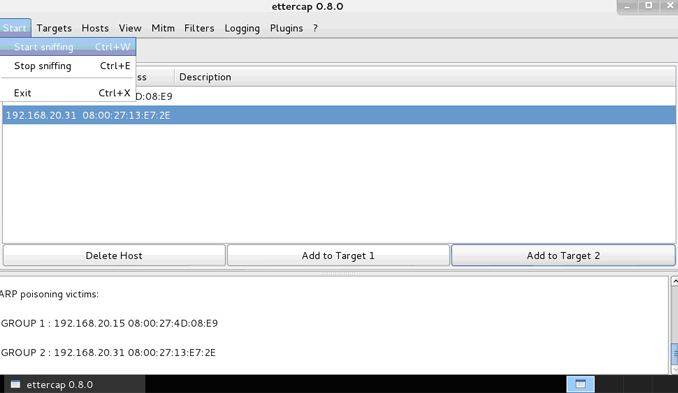 ettercap 0.8.0
Start Targets Hosts View Mitm Filters Logging Plugins ?
Start sniffing Ctrl+W
Stop sniffing Ctrl+E
Exit Ctrl+X
ss Description
D:08:E9
192.168.20.31 08:00:27:13:E7:2E
Delete Host Add to Target 1 Add to Target 2
ARP poisoning victims:
GROUP 1 : 192.168.20.15 08:00:27:4D:08:E9
GROUP 2 : 192.168.20.31 08:00:27:13:E7:2E
ettercap 0.8.0